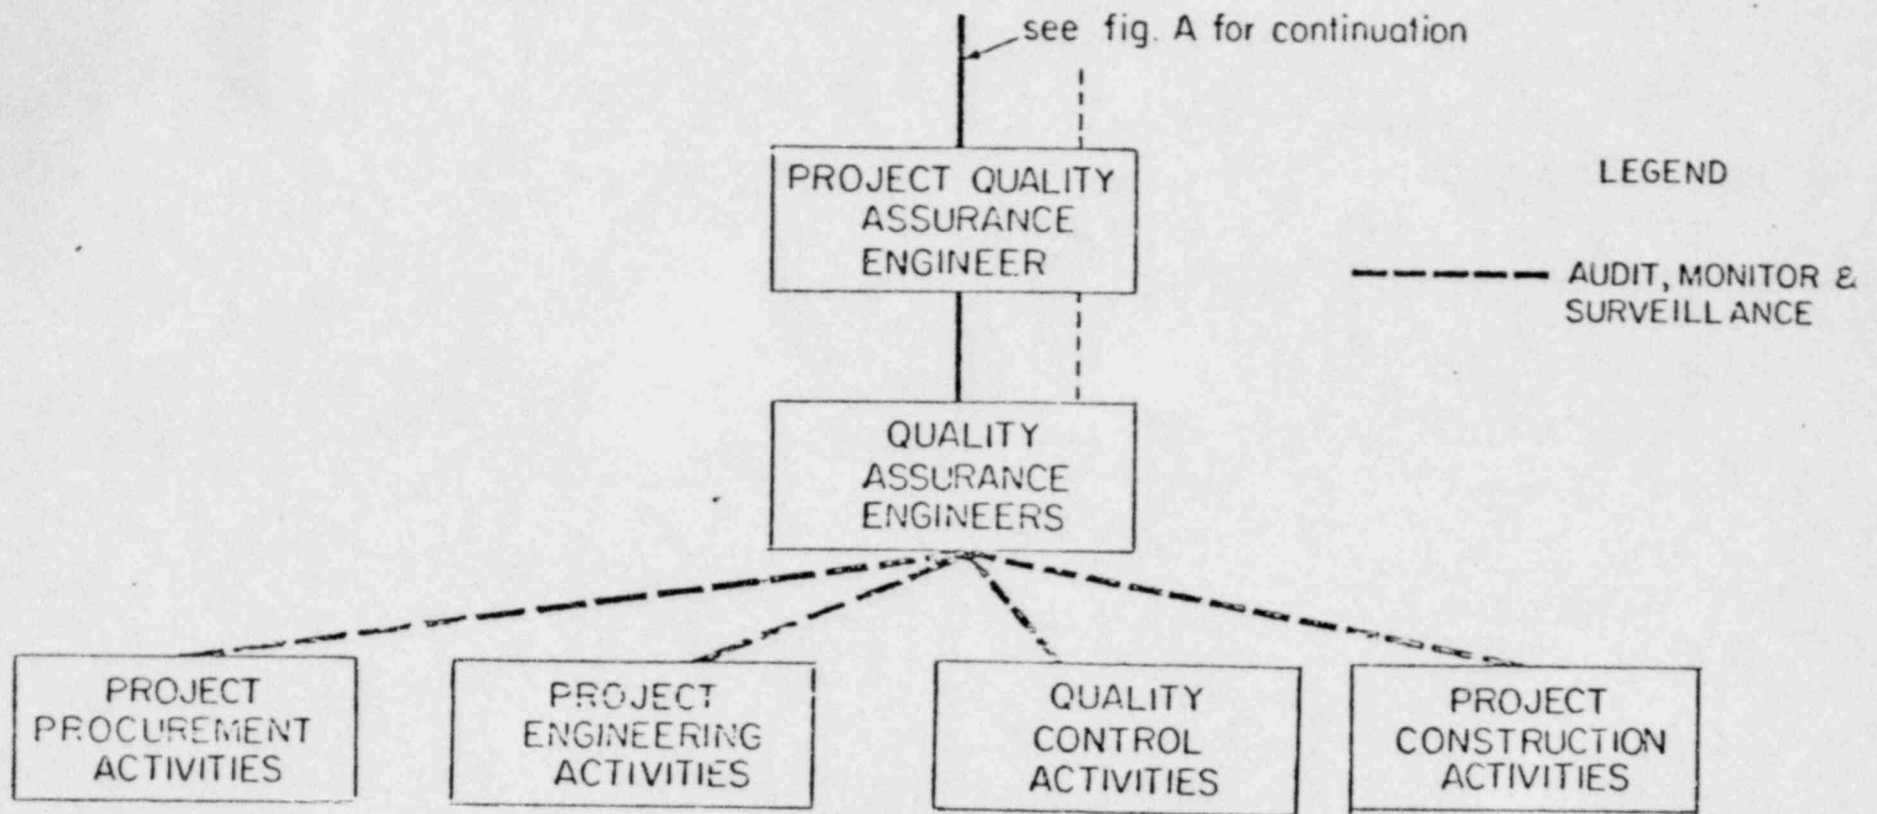 see fig. A for continuation
PROJECT QUALITY
ASSURANCE
ENGINEER
LEGEND
AUDIT, MONITOR &
SURVEILLANCE
QUALITY
ASSURANCE
ENGINEERS
PROJECT
PROCUREMENT
ACTIVITIES
PROJECT
ENGINEERING
ACTIVITIES
QUALITY
CONTROL
ACTIVITIES
PROJECT
CONSTRUCTION
ACTIVITIES